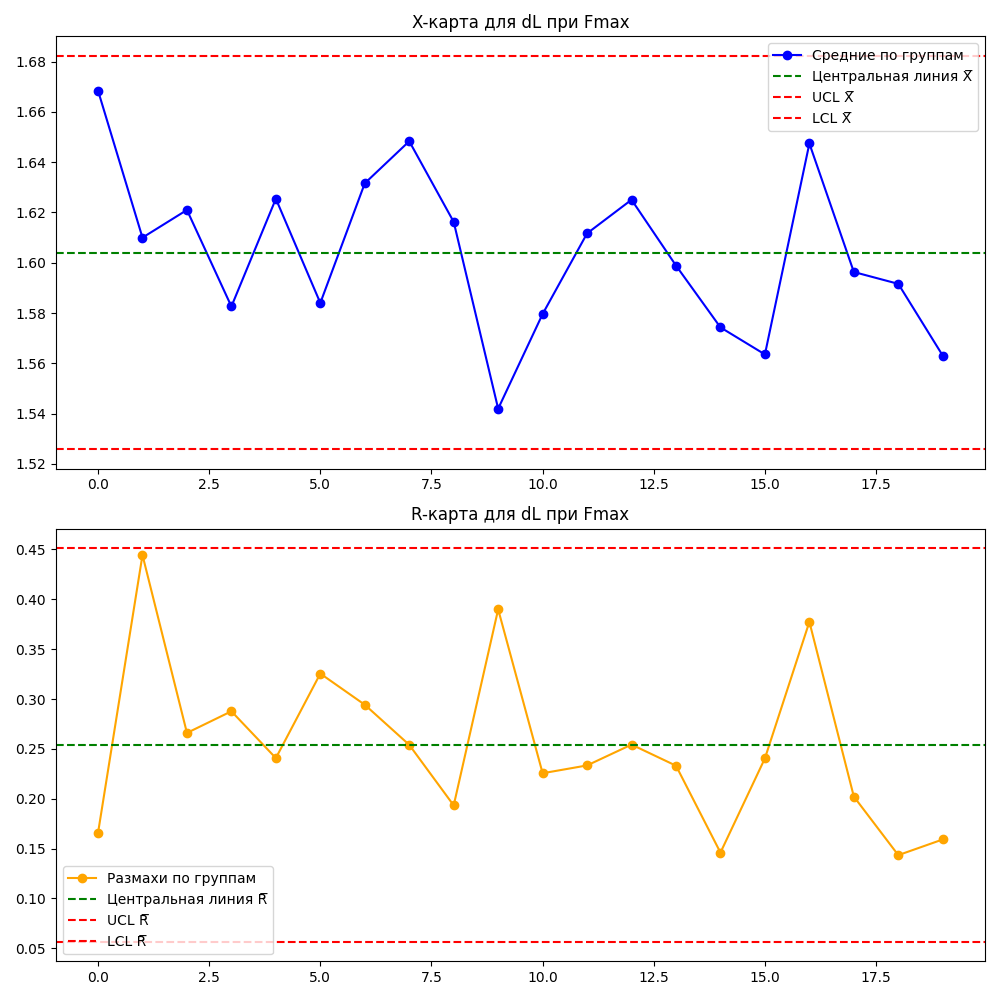 X-карта для dL при Fmax
1.68
1.66
1.64
1.62
1.60
1.58
1.56
1.54
1.52
Средние по группам
Центральная линия X̿
UCL X̿
LCL X̿
0.0 2.5 5.0 7.5 10.0 12.5 15.0 17.5
R-карта для dL при Fmax
0.45
0.40
0.35
0.30
0.25
0.20
0.15
0.10
0.05
Размахи по группам
Центральная линия R̅
UCL R̅
LCL R̅
0.0 2.5 5.0 7.5 10.0 12.5 15.0 17.5